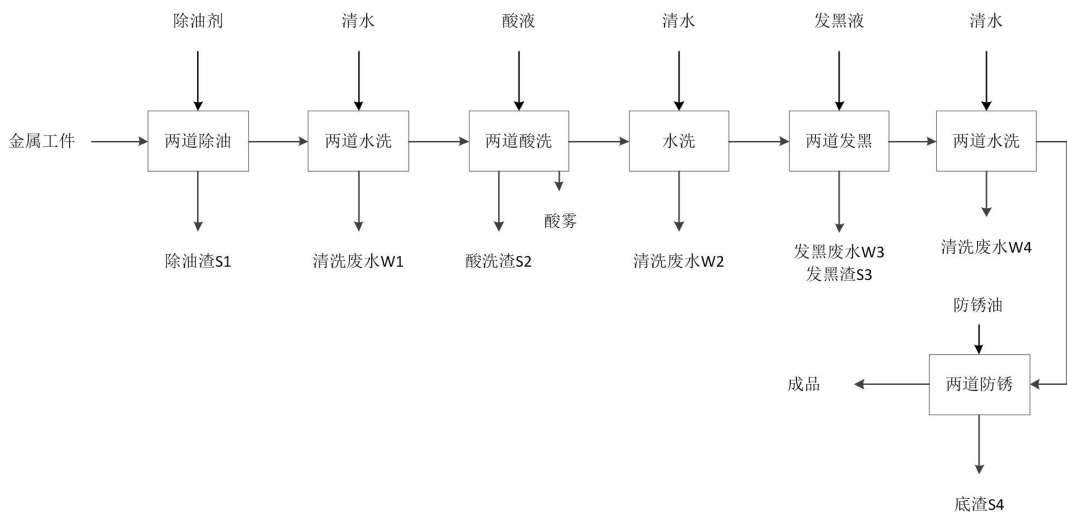 除油剂
清水
酸液
清水
发黑液
清水
金属工件
两道除油
两道水洗
两道酸洗
水洗
两道发黑
两道水洗
酸雾
除油渣S1
清洗废水W1
酸洗渣S2
清洗废水W2
发黑废水W3
发黑渣S3
清洗废水W4
防锈油
成品
两道防锈
底渣S4